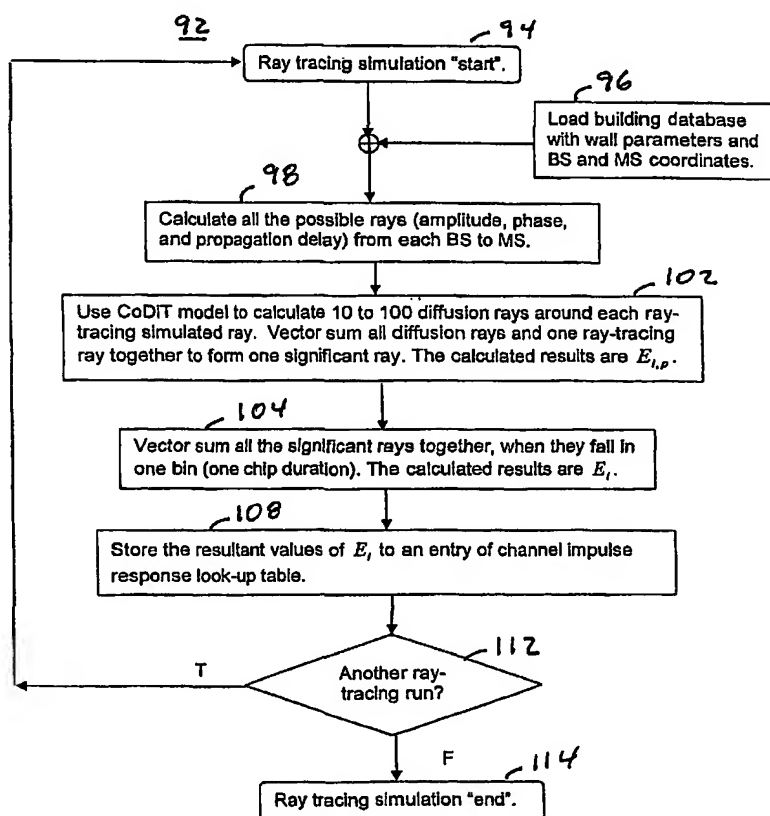 92
94
Ray tracing simulation "start".
96
Load building database
with wall parameters and
BS and MS coordinates.
98
Calculate all the possible rays (amplitude, phase,
and propagation delay) from each BS to MS.
102
Use CoDiT model to calculate 10 to 100 diffusion rays around each ray-
tracing simulated ray. Vector sum all diffusion rays and one ray-tracing
ray together to form one significant ray. The calculated results are E_{i,p}.
104
Vector sum all the significant rays together, when they fall in
one bin (one chip duration). The calculated results are E_i.
108
Store the resultant values of E_i to an entry of channel impulse
response look-up table.
112
T
Another ray-
tracing run?
F
114
Ray tracing simulation "end".